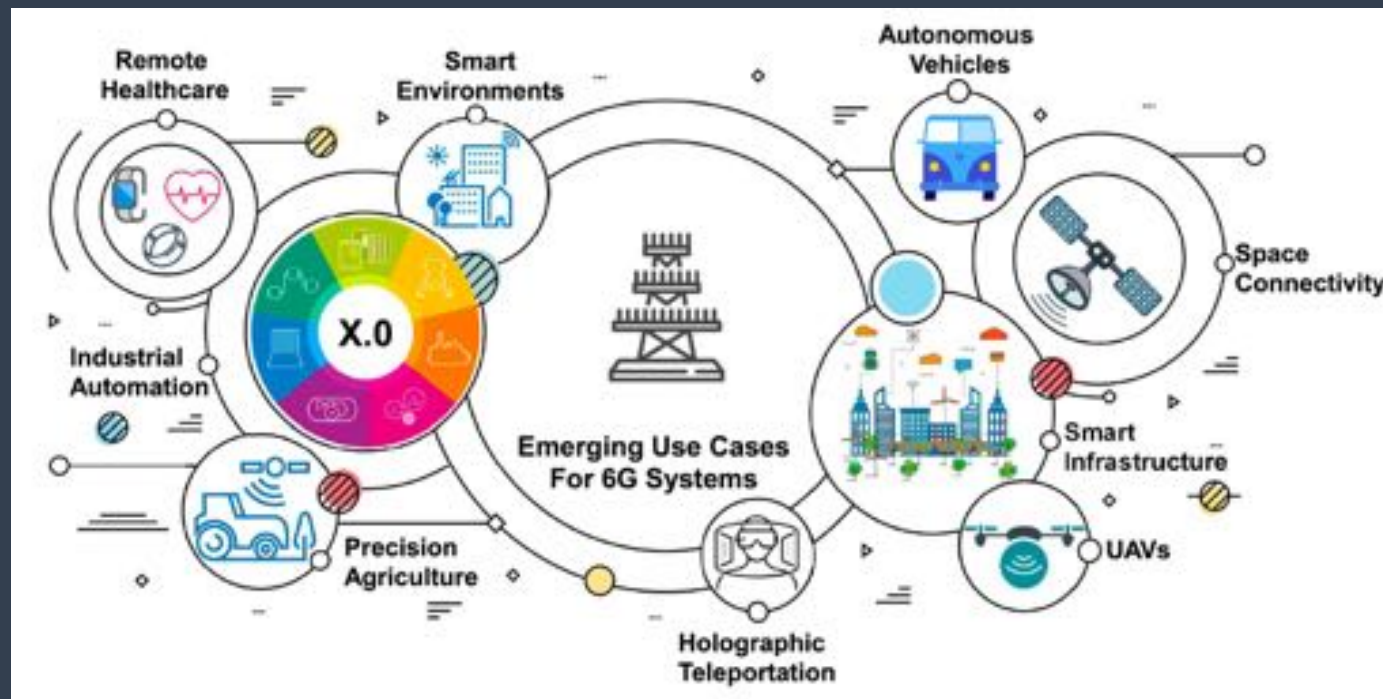 Remote
Healthcare
Smart
Environments
Autonomous
Vehicles
Space
Connectivity
X.0
Industrial
Automation
Emerging Use Cases
For 6G Systems
Smart
Infrastructure
Precision
Agriculture
UAVs
Holographic
Teleportation